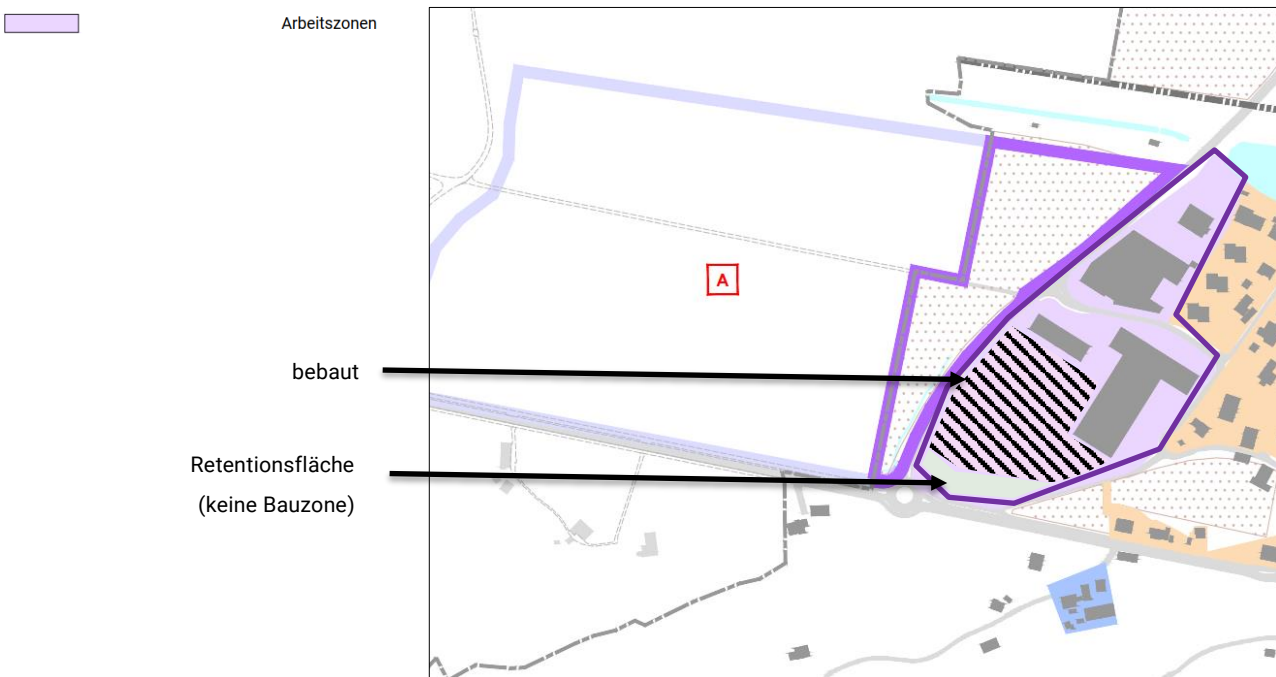 Arbeitszonen
A
bebaut
Retentionsfläche
(keine Bauzone)